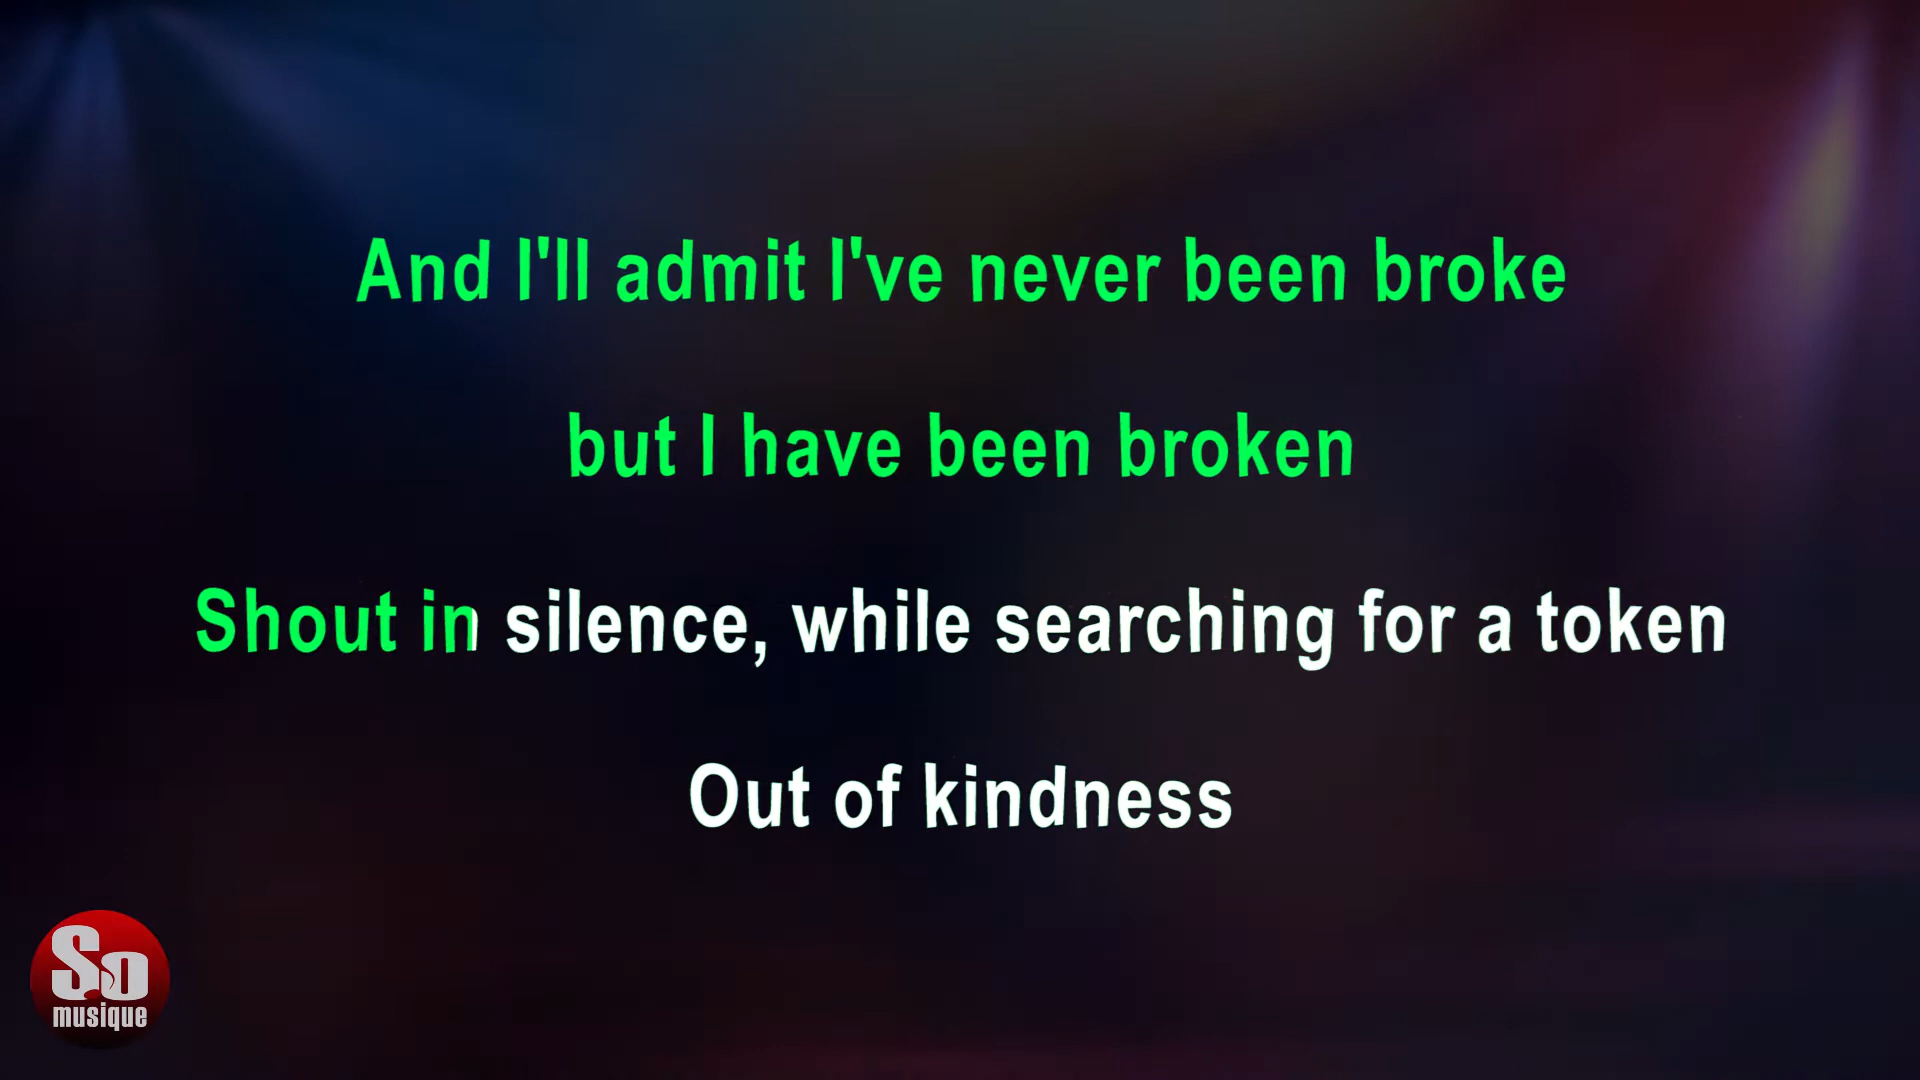 And I'll admit I've never been broke
but I have been broken
Shout in silence, while searching for a token
Out of kindness
So
musique